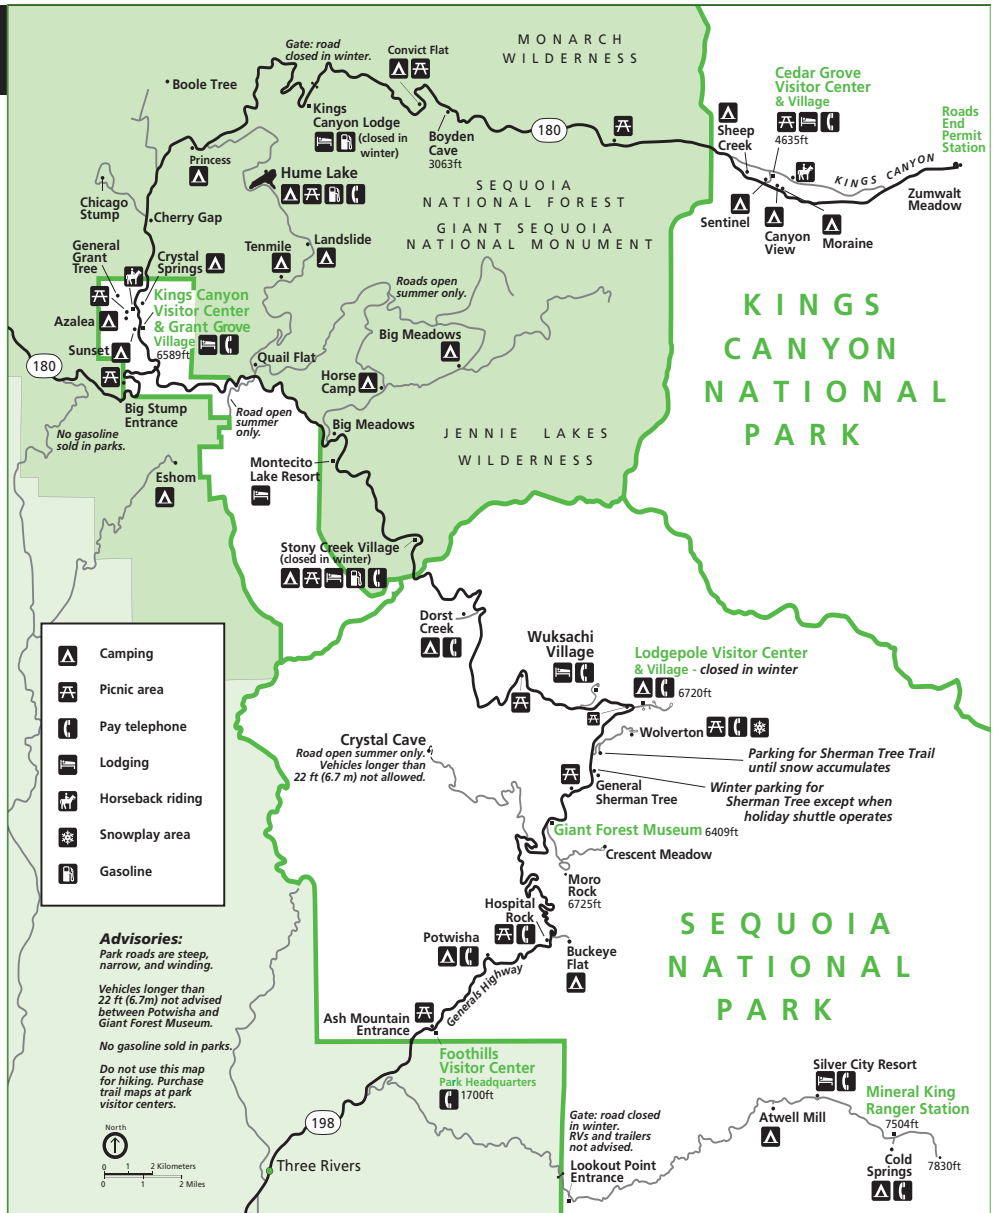 MONARCH
WILDERNESS
Gate: road
closed in winter.
Convict Flat
Boole Tree
Kings
Canyon Lodge
(closed in
winter)
Boyden
Cave
3063ft
180
Cedar Grove
Visitor Center
& Village
4635ft
Sheep
Creek
Roads
End
Permit
Station
KINGS CANYON
Zumwalt
Meadow
Sentinel
Canyon
View
Moraine
Princess
Hume Lake
SEQUOIA
NATIONAL FOREST
GIANT SEQUOIA
NATIONAL MONUMENT
Chicago
Stump
Cherry Gap
General
Grant
Tree
Crystal
Springs
Tenmile
Landslide
Roads open
summer only.
Kings Canyon
Visitor Center
& Grant Grove
Village
6589ft
Azalea
Sunset
180
Big Meadows
Quail Flat
Horse
Camp
KINGS
CANYON
NATIONAL
PARK
Big Stump
Entrance
Road open
summer
only.
Big Meadows
No gasoline
sold in parks.
JENNIE LAKES
WILDERNESS
Montecito
Lake Resort
Eshom
Stony Creek Village
(closed in winter)
Dorst
Creek
Wuksachi
Village
Lodgepole Visitor Center
& Village - closed in winter
6720ft
Camping
Picnic area
Pay telephone
Lodging
Horseback riding
Snowplay area
Gasoline
Wolverton
Crystal Cave
Road open summer only.
Vehicles longer than
22 ft (6.7 m) not allowed.
Parking for Sherman Tree Trail
until snow accumulates
General
Sherman Tree
Winter parking for
Sherman Tree except when
holiday shuttle operates
Giant Forest Museum 6409ft
Crescent Meadow
Moro
Rock
6725ft
Hospital
Rock
Potwisha
Buckeye
Flat
Generals Highway
SEQUOIA
NATIONAL
PARK
Advisories:
Park roads are steep,
narrow, and winding.
Vehicles longer than
22 ft (6.7m) not advised
between Potwisha and
Giant Forest Museum.
No gasoline sold in parks.
Do not use this map
for hiking. Purchase
trail maps at park
visitor centers.
Ash Mountain
Entrance
Foothills
Visitor Center
Park Headquarters
1700ft
198
Three Rivers
North
0 1 2 Kilometers
0 1 2 Miles
Gate: road closed
in winter.
RVs and trailers
not advised.
Lookout Point
Entrance
Silver City Resort
Atwell Mill
Mineral King
Ranger Station
7504ft
Cold
Springs
7830ft